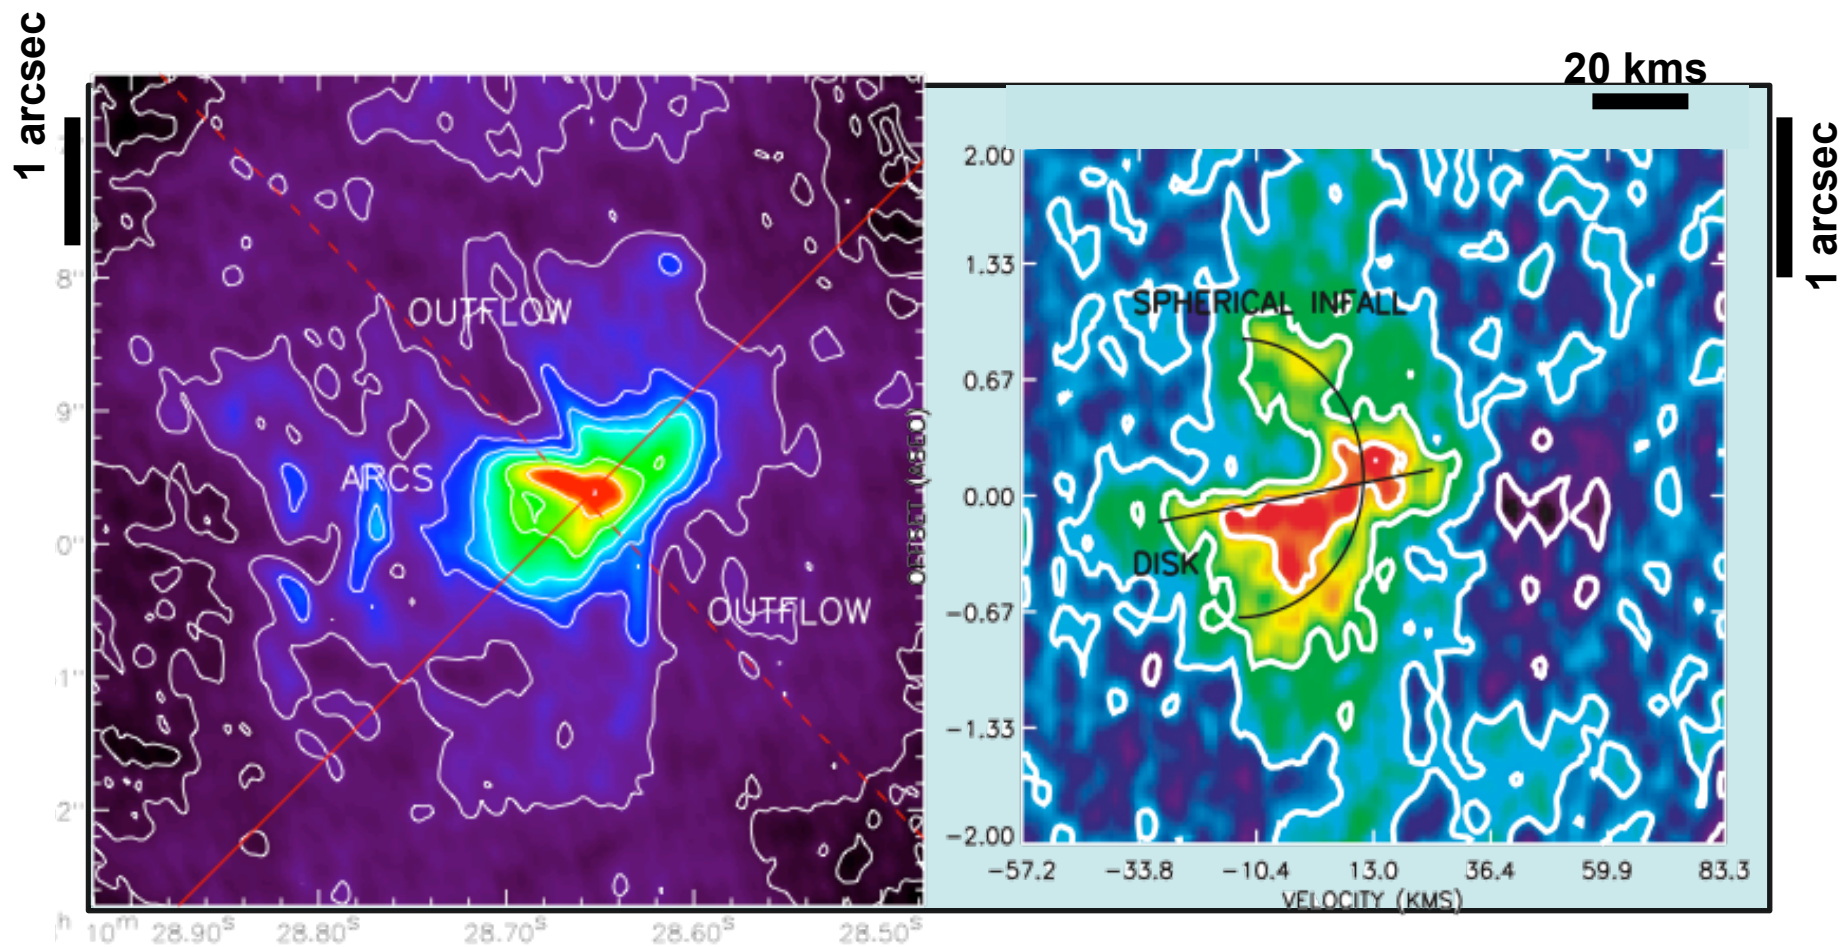 1 arcsec
20 kms
1 arcsec
OUTFLOW
ARCS
OUTFLOW
8"
9"
0"
1"
2"
h 10m 28.90s 28.80s 28.70s 28.60s 28.50s
OFFSET (ARCSEC)
2.00
1.33
0.67
0.00
−0.67
−1.33
−2.00
SPHERICAL INFALL
DISK
−57.2 −33.8 −10.4 13.0 36.4 59.9 83.3
VELOCITY (KMS)